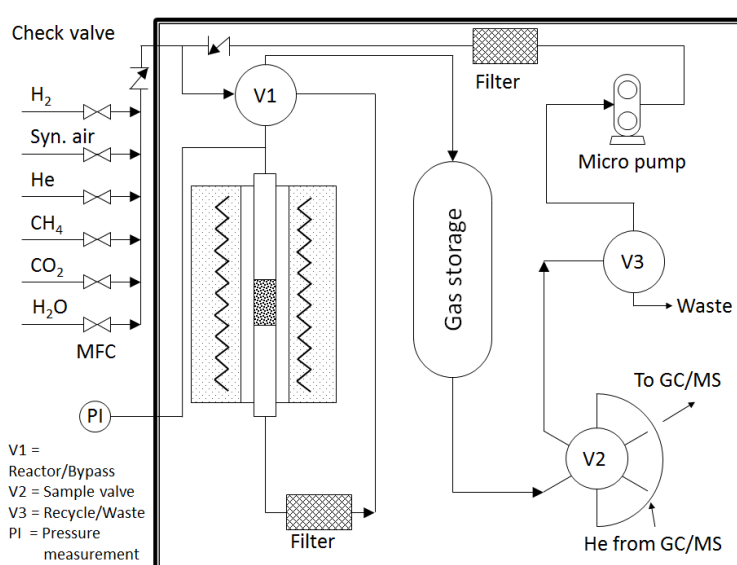 Check valve
H₂
Syn. air
He
CH₄
CO₂
H₂O
MFC
PI
V1 =
Reactor/Bypass
V2 = Sample valve
V3 = Recycle/Waste
PI = Pressure
measurement
V1
Filter
Gas storage
Filter
Micro pump
V3
Waste
To GC/MS
V2
He from GC/MS